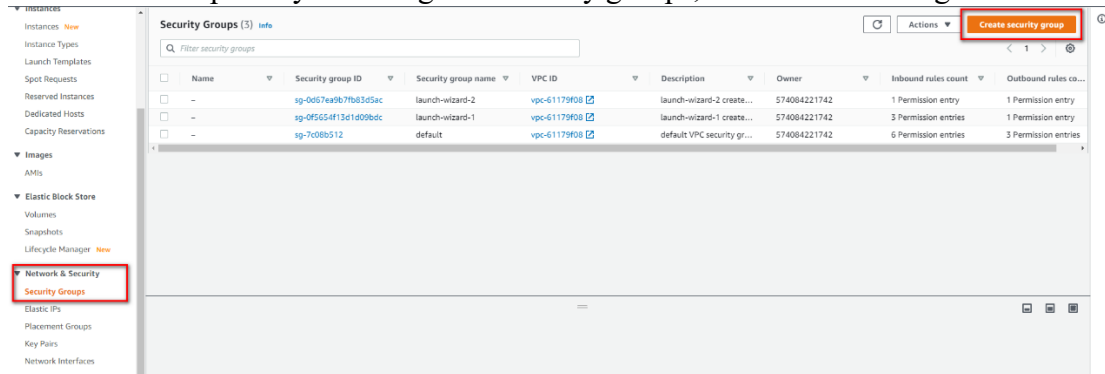 Instances
Instances New
Instance Types
Launch Templates
Spot Requests
Reserved Instances
Dedicated Hosts
Capacity Reservations
Images
AMIs
Elastic Block Store
Volumes
Snapshots
Lifecycle Manager New
Network & Security
Security Groups
Elastic IPs
Placement Groups
Key Pairs
Network Interfaces
Security Groups (3) Info
Actions
Create security group
Filter security groups
1
Name Security group ID Security group name VPC ID Description Owner Inbound rules count Outbound rules co...
– sg-0d67ea9b7fb83d5ac launch-wizard-2 vpc-61179f08 launch-wizard-2 create... 574084221742 1 Permission entry 1 Permission entry
– sg-0f5654f13d1d09bdc launch-wizard-1 vpc-61179f08 launch-wizard-1 create... 574084221742 3 Permission entries 1 Permission entry
– sg-7c08b512 default vpc-61179f08 default VPC security gr... 574084221742 6 Permission entries 3 Permission entries